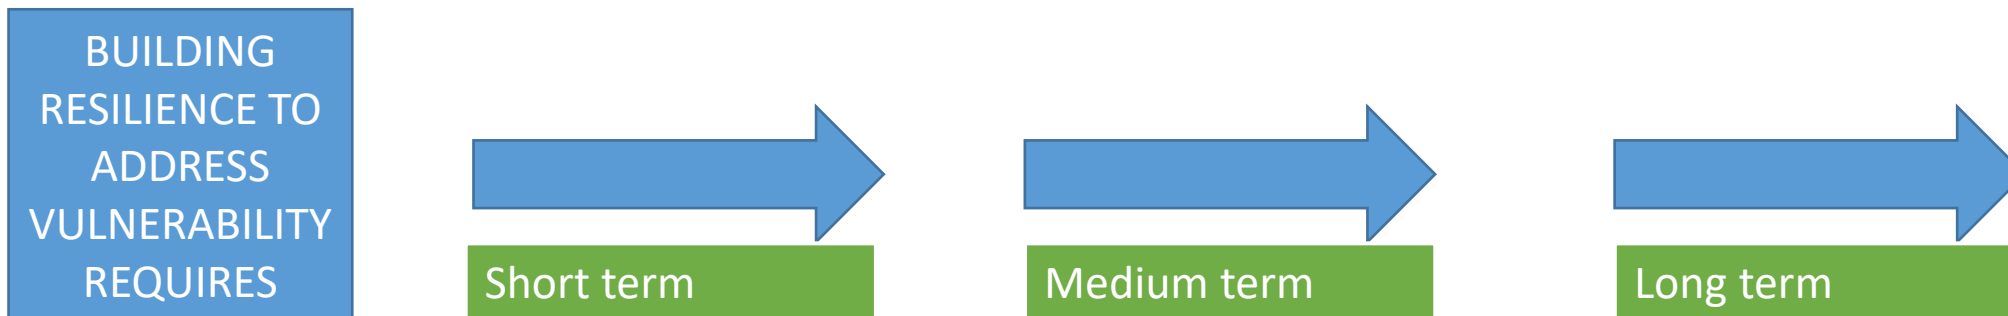 BUILDING
RESILIENCE TO
ADDRESS
VULNERABILITY
REQUIRES
Short term
Medium term
Long term